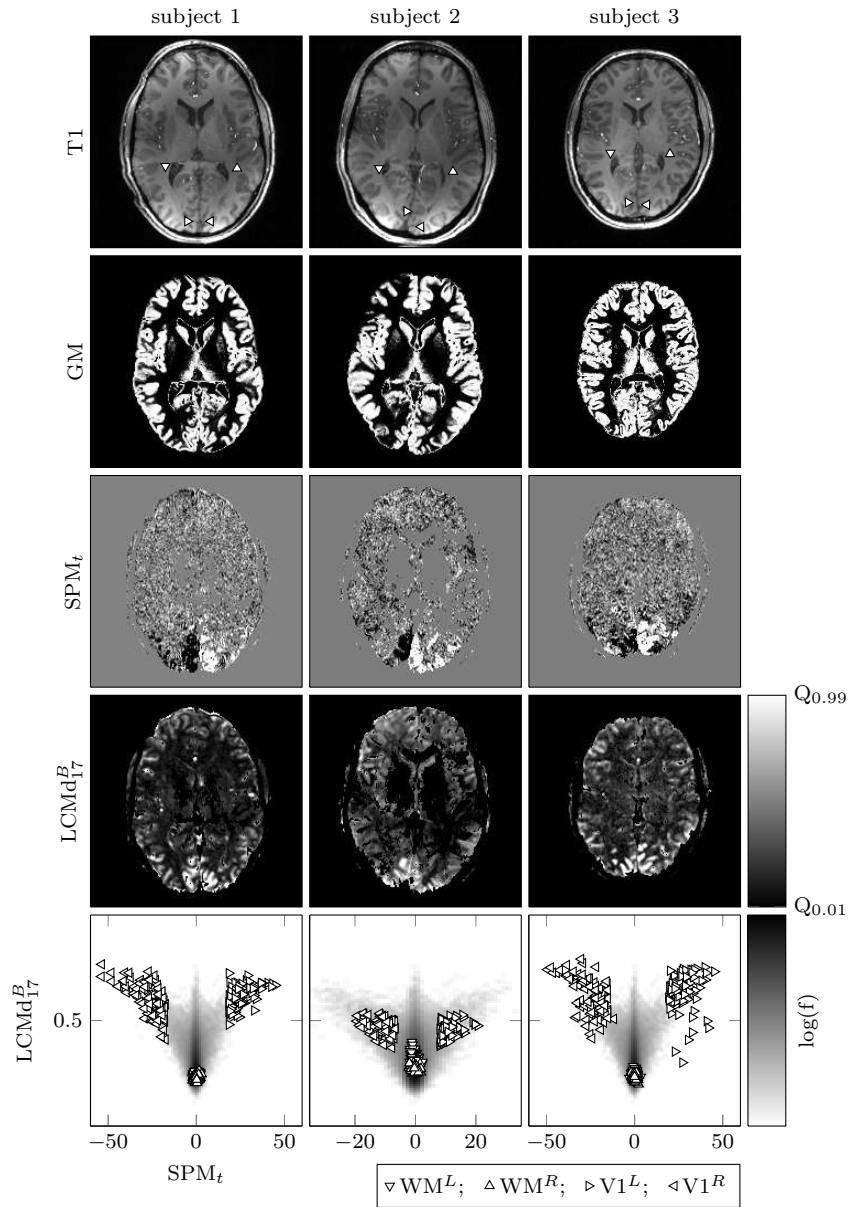 subject 1 subject 2 subject 3
T1
GM
SPM_t
LCMd^B_17
Q_0.99
Q_0.01
LCMd^B_17
0.5
log(f)
−50 0 50 −20 0 20 −50 0 50
SPM_t
WM^L; WM^R; V1^L; V1^R